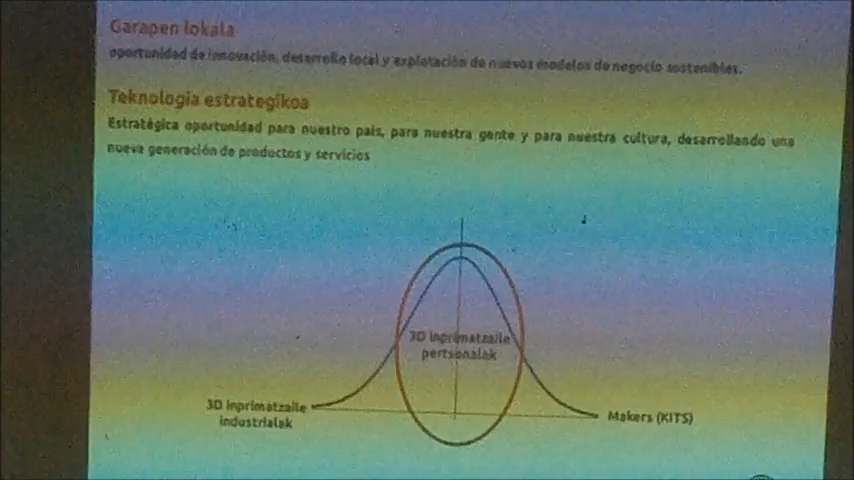 Garapen lokala
oportunidad de innovación, desarrollo local y explotación de nuevos modelos de negocio sostenibles.
Teknologia estrategikoa
Estratégica oportunidad para nuestro país, para nuestra gente y para nuestra cultura, desarrollando una
nueva generación de productos y servicios
3D inprimatzaile
pertsonalak
3D inprimatzaile
industrialak
Makers (KITS)